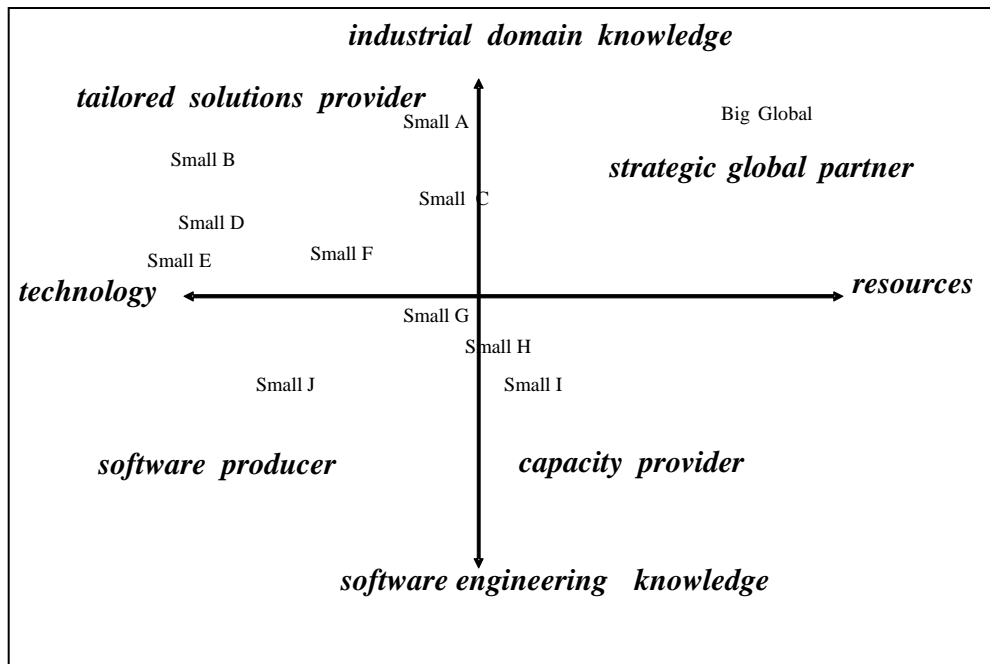 industrial domain knowledge
tailored solutions provider
Small A
Big Global
Small B
strategic global partner
Small C
Small D
Small F
Small E
technology
resources
Small G
Small H
Small J
Small I
software producer
capacity provider
software engineering knowledge